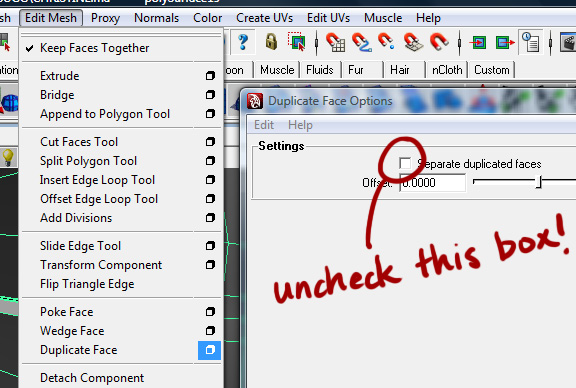 Edit Mesh Proxy Normals Color Create UVs Edit UVs Muscle Help
Keep Faces Together
Extrude
Bridge
Append to Polygon Tool
Cut Faces Tool
Split Polygon Tool
Insert Edge Loop Tool
Offset Edge Loop Tool
Add Divisions
Slide Edge Tool
Transform Component
Flip Triangle Edge
Poke Face
Wedge Face
Duplicate Face
Detach Component
Muscle Fluids Fur Hair nCloth Custom
Duplicate Face Options
Edit Help
Settings
Separate duplicated faces
Offset: 0.0000
uncheck this box!